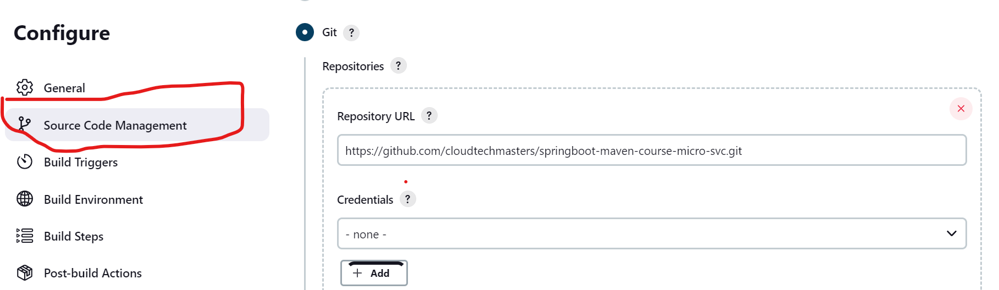 Configure
General
Source Code Management
Build Triggers
Build Environment
Build Steps
Post-build Actions
Git ?
Repositories ?
Repository URL ?
https://github.com/cloudtechmasters/springboot-maven-course-micro-svc.git
Credentials ?
- none -
+ Add